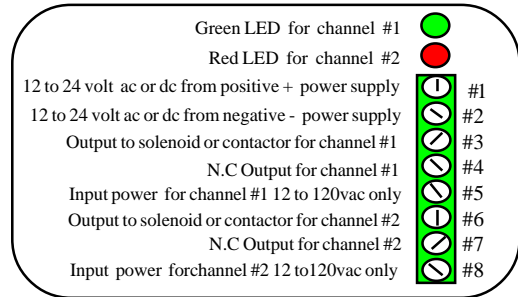 Green LED for channel #1
Red LED for channel #2
12 to 24 volt ac or dc from positive + power supply #1
12 to 24 volt ac or dc from negative - power supply #2
Output to solenoid or contactor for channel #1 #3
N.C Output for channel #1 #4
Input power for channel #1 12 to 120vac only #5
Output to solenoid or contactor for channel #2 #6
N.C Output for channel #2 #7
Input power forchannel #2 12 to120vac only #8